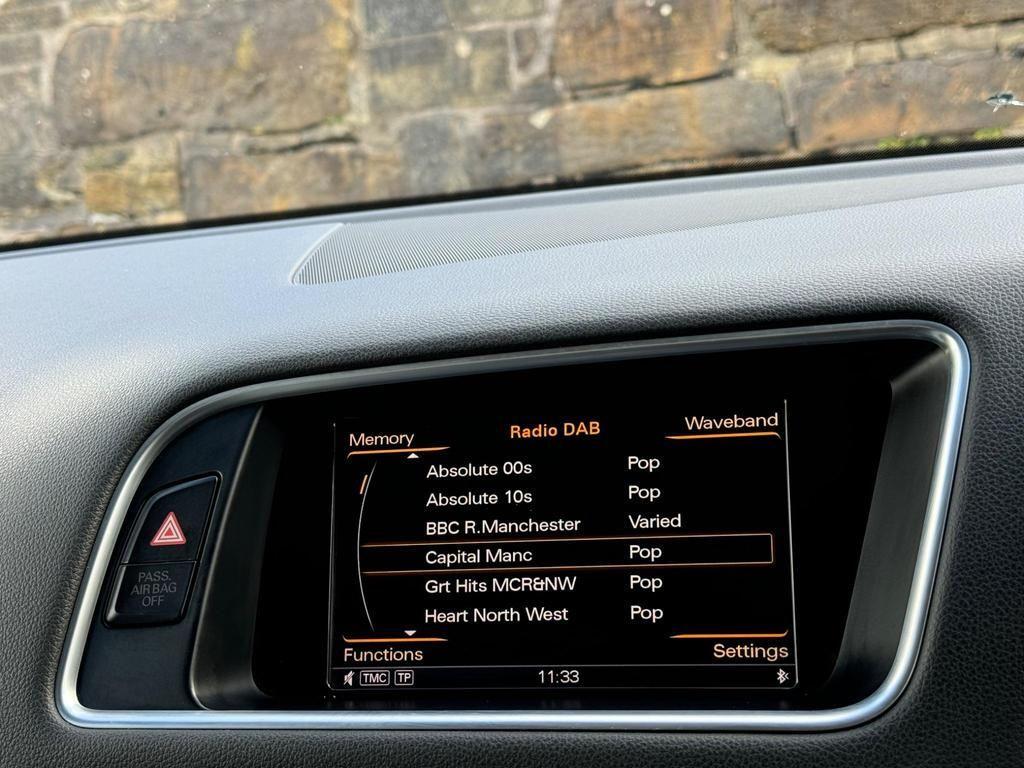 Memory
Radio DAB
Waveband
Absolute 00s Pop
Absolute 10s Pop
BBC R.Manchester Varied
Capital Manc Pop
Grt Hits MCR&NW Pop
Heart North West Pop
Functions
Settings
TMC TP 11:33
PASS.
AIR BAG
OFF